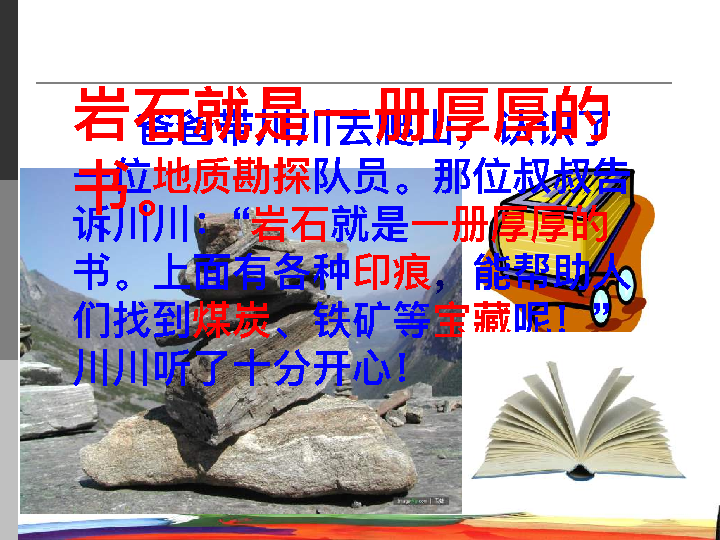 岩石就是一册厚厚的
书。
爸爸带川川去爬山，认识了
一位地质勘探队员。那位叔叔告
诉川川：“岩石就是一册厚厚的
书。上面有各种印痕，能帮助人
们找到煤炭、铁矿等宝藏呢！”
川川听了十分开心！